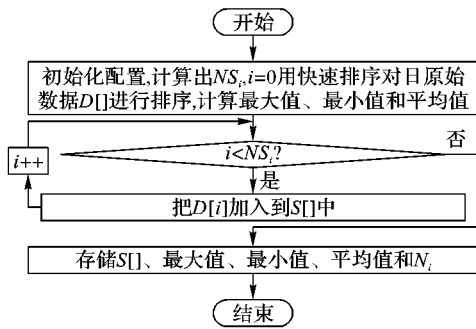 开始
初始化配置,计算出NSi,i=0用快速排序对日原始
数据D[]进行排序,计算最大值、最小值和平均值
i<NSi?
否
i++
是
把D[i]加入到S[]中
存储S[]、最大值、最小值、平均值和Ni
结束